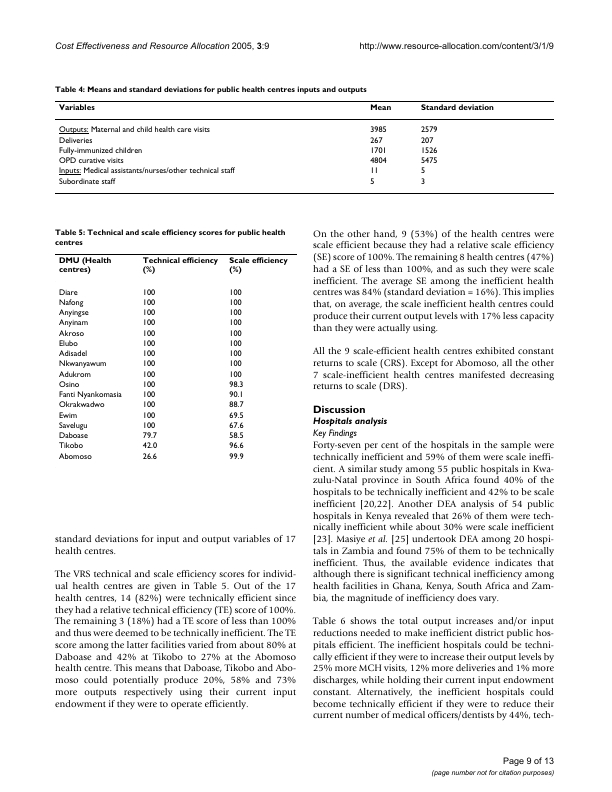 Cost Effectiveness and Resource Allocation 2005, 3:9
http://www.resource-allocation.com/content/3/1/9
Table 4: Means and standard deviations for public health centres inputs and outputs
Variables Mean Standard deviation
Outputs: Maternal and child health care visits 3985 2579
Deliveries 267 207
Fully-immunized children 1701 1526
OPD curative visits 4804 5475
Inputs: Medical assistants/nurses/other technical staff 11 5
Subordinate staff 5 3
Table 5: Technical and scale efficiency scores for public health
centres
DMU (Health Technical efficiency Scale efficiency
centres) (%) (%)
Diare 100 100
Nafong 100 100
Anyingse 100 100
Anyinam 100 100
Akroso 100 100
Elubo 100 100
Adisadel 100 100
Nkwanyawum 100 100
Adukrom 100 100
Osino 100 98.3
Fanti Nyankomasia 100 90.1
Okrakwadwo 100 88.7
Ewim 100 69.5
Savelugu 100 67.6
Daboase 79.7 58.5
Tikobo 42.0 96.6
Abomoso 26.6 99.9
standard deviations for input and output variables of 17
health centres.
The VRS technical and scale efficiency scores for individ-
ual health centres are given in Table 5. Out of the 17
health centres, 14 (82%) were technically efficient since
they had a relative technical efficiency (TE) score of 100%.
The remaining 3 (18%) had a TE score of less than 100%
and thus were deemed to be technically inefficient. The TE
score among the latter facilities varied from about 80% at
Daboase and 42% at Tikobo to 27% at the Abomoso
health centre. This means that Daboase, Tikobo and Abo-
moso could potentially produce 20%, 58% and 73%
more outputs respectively using their current input
endowment if they were to operate efficiently.
On the other hand, 9 (53%) of the health centres were
scale efficient because they had a relative scale efficiency
(SE) score of 100%. The remaining 8 health centres (47%)
had a SE of less than 100%, and as such they were scale
inefficient. The average SE among the inefficient health
centres was 84% (standard deviation = 16%). This implies
that, on average, the scale inefficient health centres could
produce their current output levels with 17% less capacity
than they were actually using.
All the 9 scale-efficient health centres exhibited constant
returns to scale (CRS). Except for Abomoso, all the other
7 scale-inefficient health centres manifested decreasing
returns to scale (DRS).
Discussion
Hospitals analysis
Key Findings
Forty-seven per cent of the hospitals in the sample were
technically inefficient and 59% of them were scale ineffi-
cient. A similar study among 55 public hospitals in Kwa-
zulu-Natal province in South Africa found 40% of the
hospitals to be technically inefficient and 42% to be scale
inefficient [20,22]. Another DEA analysis of 54 public
hospitals in Kenya revealed that 26% of them were tech-
nically inefficient while about 30% were scale inefficient
[23]. Masiye et al. [25] undertook DEA among 20 hospi-
tals in Zambia and found 75% of them to be technically
inefficient. Thus, the available evidence indicates that
although there is significant technical inefficiency among
health facilities in Ghana, Kenya, South Africa and Zam-
bia, the magnitude of inefficiency does vary.
Table 6 shows the total output increases and/or input
reductions needed to make inefficient district public hos-
pitals efficient. The inefficient hospitals could be techni-
cally efficient if they were to increase their output levels by
25% more MCH visits, 12% more deliveries and 1% more
discharges, while holding their current input endowment
constant. Alternatively, the inefficient hospitals could
become technically efficient if they were to reduce their
current number of medical officers/dentists by 44%, tech-
Page 9 of 13
(page number not for citation purposes)